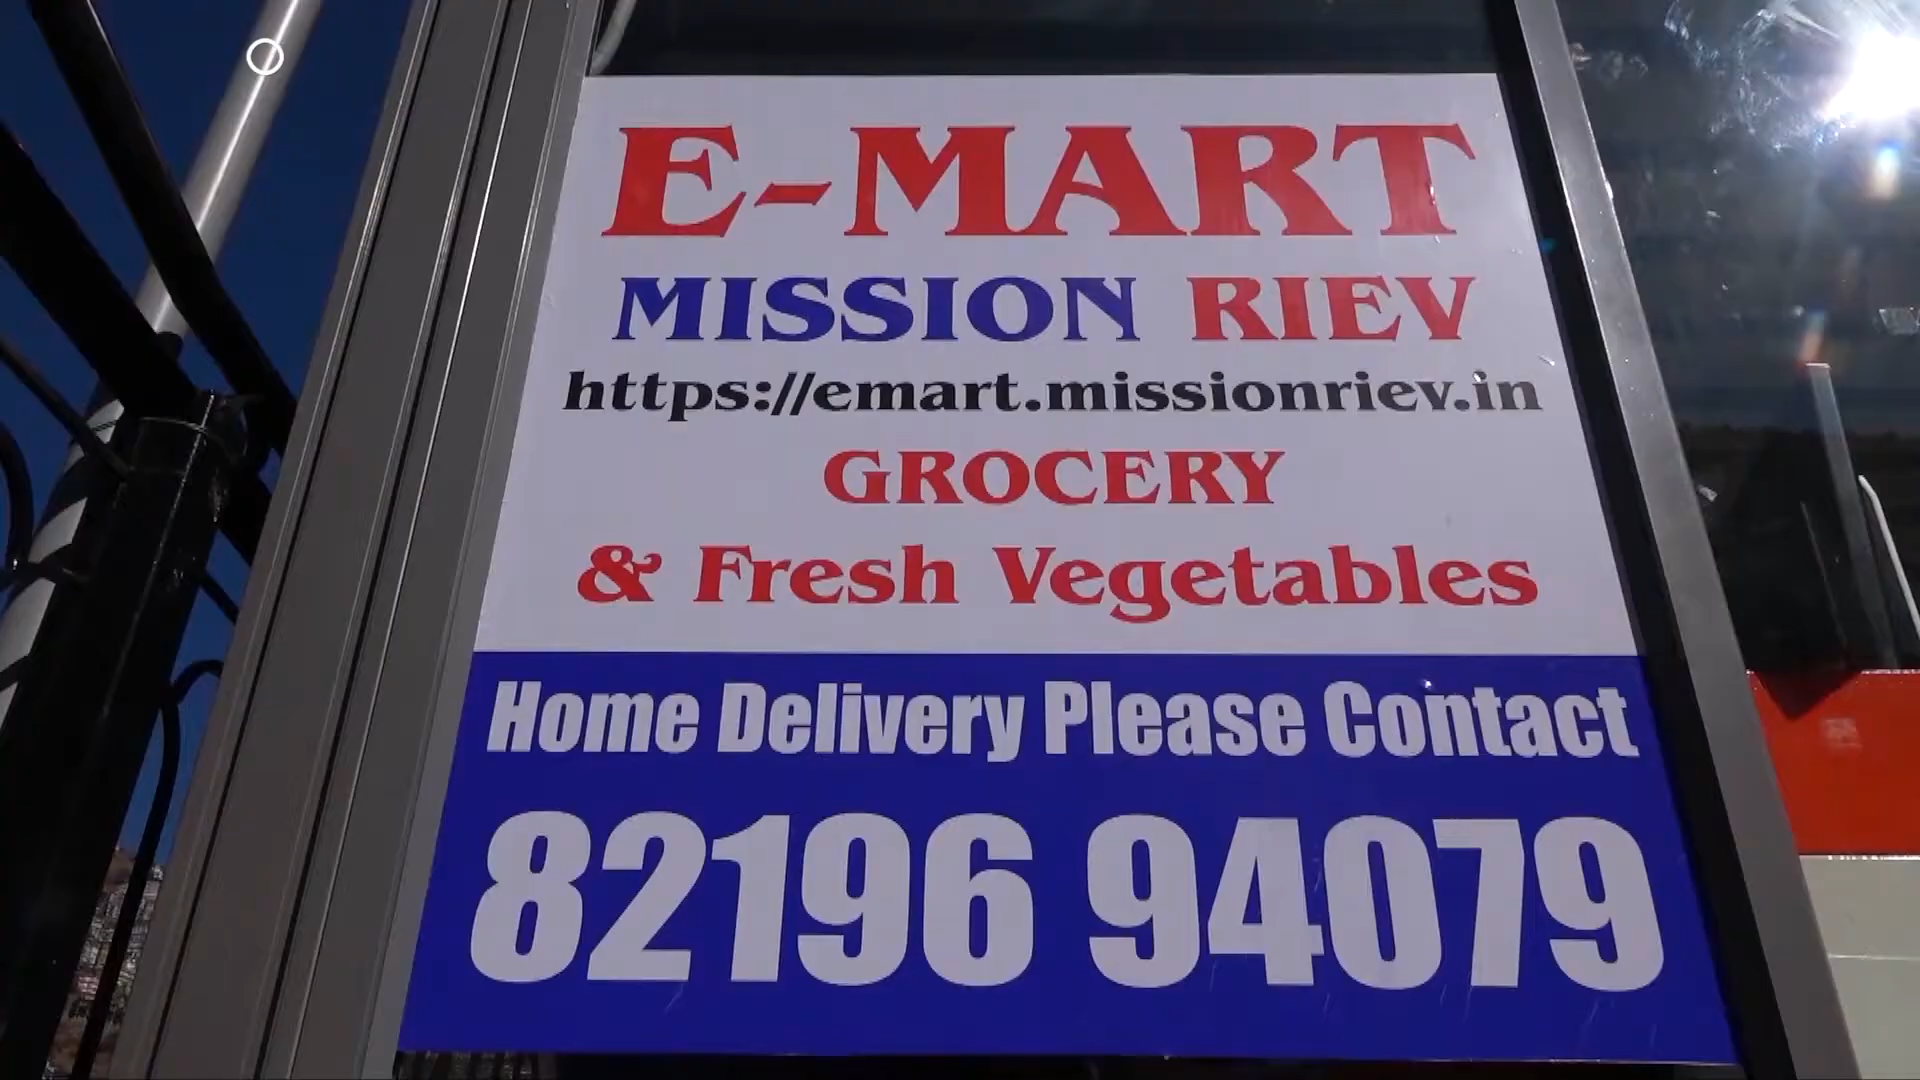 E-MART
MISSION RIEV
https://emart.missionriev.in
GROCERY
& Fresh Vegetables
Home Delivery Please Contact
82196 94079